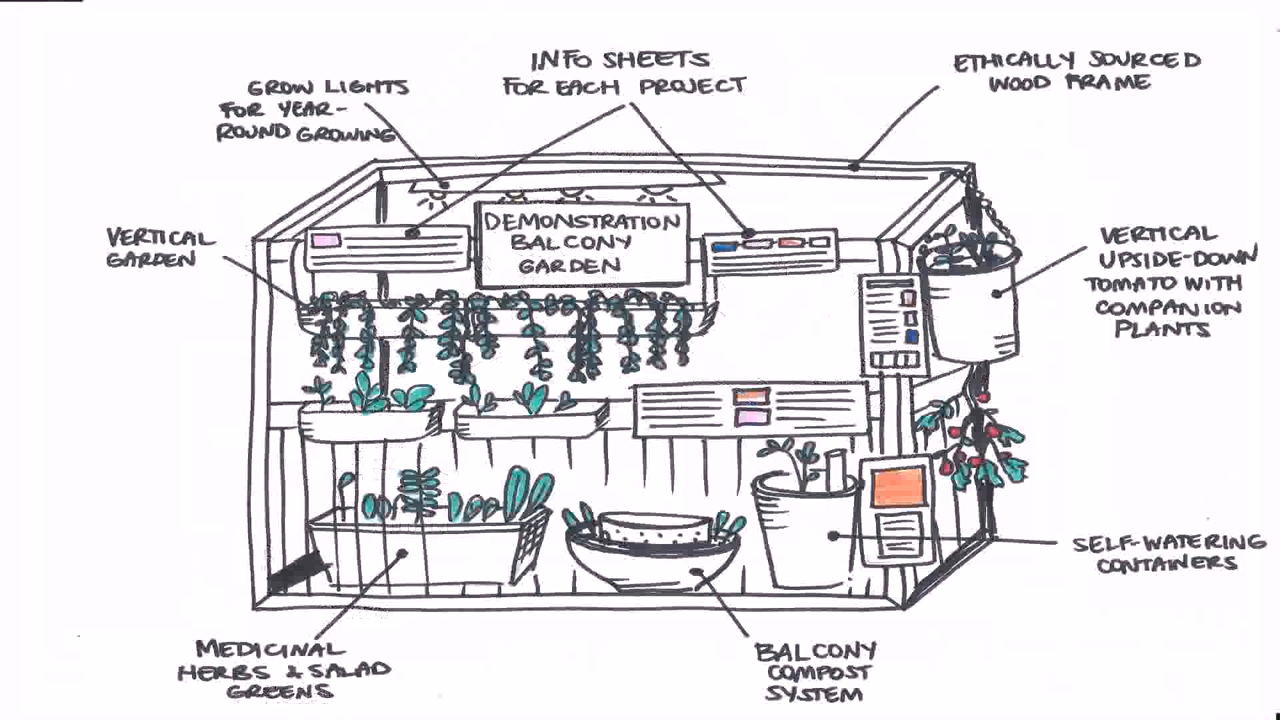 INFO SHEETS
FOR EACH PROJECT
ETHICALLY SOURCED
WOOD FRAME
GROW LIGHTS
FOR YEAR-
ROUND GROWING
DEMONSTRATION
BALCONY
GARDEN
VERTICAL
GARDEN
VERTICAL
UPSIDE-DOWN
TOMATO WITH
COMPANION
PLANTS
SELF-WATERING
CONTAINERS
MEDICINAL
HERBS & SALAD
GREENS
BALCONY
COMPOST
SYSTEM